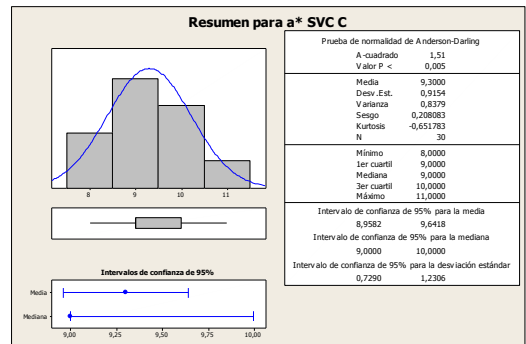 Resumen para a* SVC C
8 9 10 11
Intervalos de confianza de 95%
Media
Mediana
9,00 9,25 9,50 9,75 10,00
Prueba de normalidad de Anderson-Darling
A-cuadrado 1,51
Valor P < 0,005
Media 9,3000
Desv.Est. 0,9154
Varianza 0,8379
Sesgo 0,208083
Kurtosis -0,651783
N 30
Mínimo 8,0000
1er cuartil 9,0000
Mediana 9,0000
3er cuartil 10,0000
Máximo 11,0000
Intervalo de confianza de 95% para la media
8,9582 9,6418
Intervalo de confianza de 95% para la mediana
9,0000 10,0000
Intervalo de confianza de 95% para la desviación estándar
0,7290 1,2306